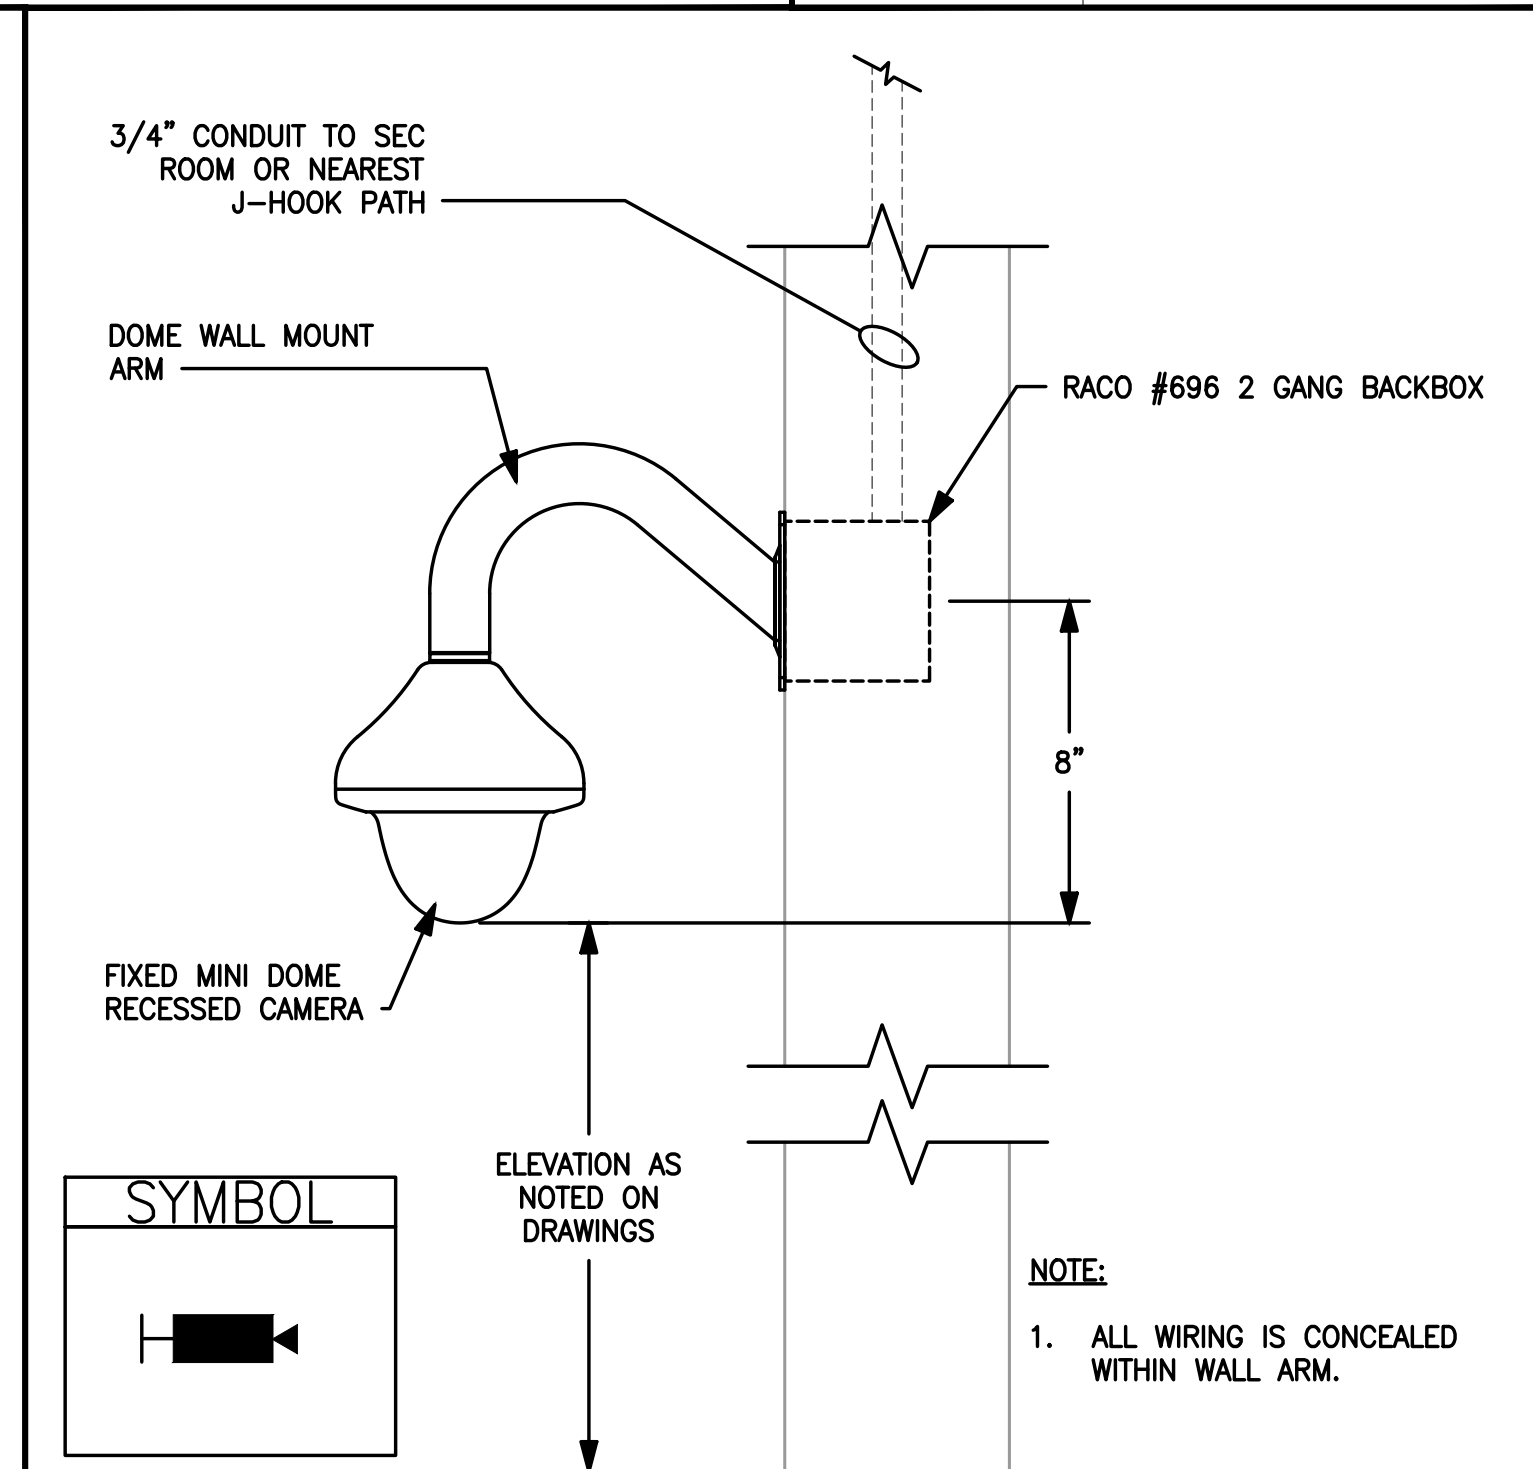 3/4" CONDUIT TO SEC
ROOM OR NEAREST
J-HOOK PATH
DOME WALL MOUNT
ARM
RACO #696 2 GANG BACKBOX
8"
FIXED MINI DOME
RECESSED CAMERA
ELEVATION AS
NOTED ON
DRAWINGS
SYMBOL
NOTE:
1. ALL WIRING IS CONCEALED
WITHIN WALL ARM.